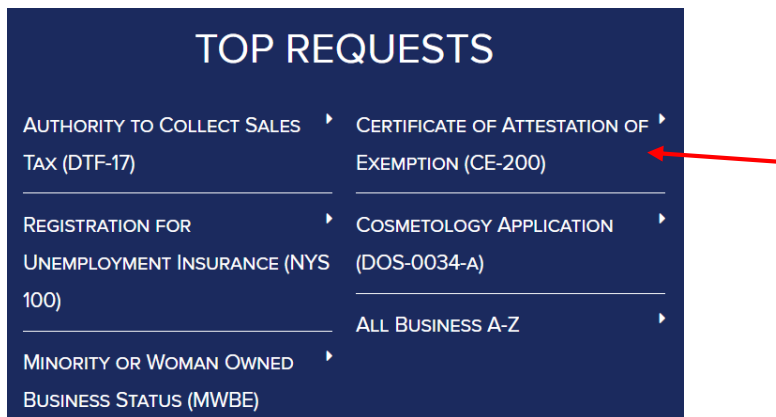 TOP REQUESTS
AUTHORITY TO COLLECT SALES
TAX (DTF-17)
REGISTRATION FOR
UNEMPLOYMENT INSURANCE (NYS
100)
MINORITY OR WOMAN OWNED
BUSINESS STATUS (MWBE)
CERTIFICATE OF ATTESTATION OF
EXEMPTION (CE-200)
COSMETOLOGY APPLICATION
(DOS-0034-A)
ALL BUSINESS A-Z